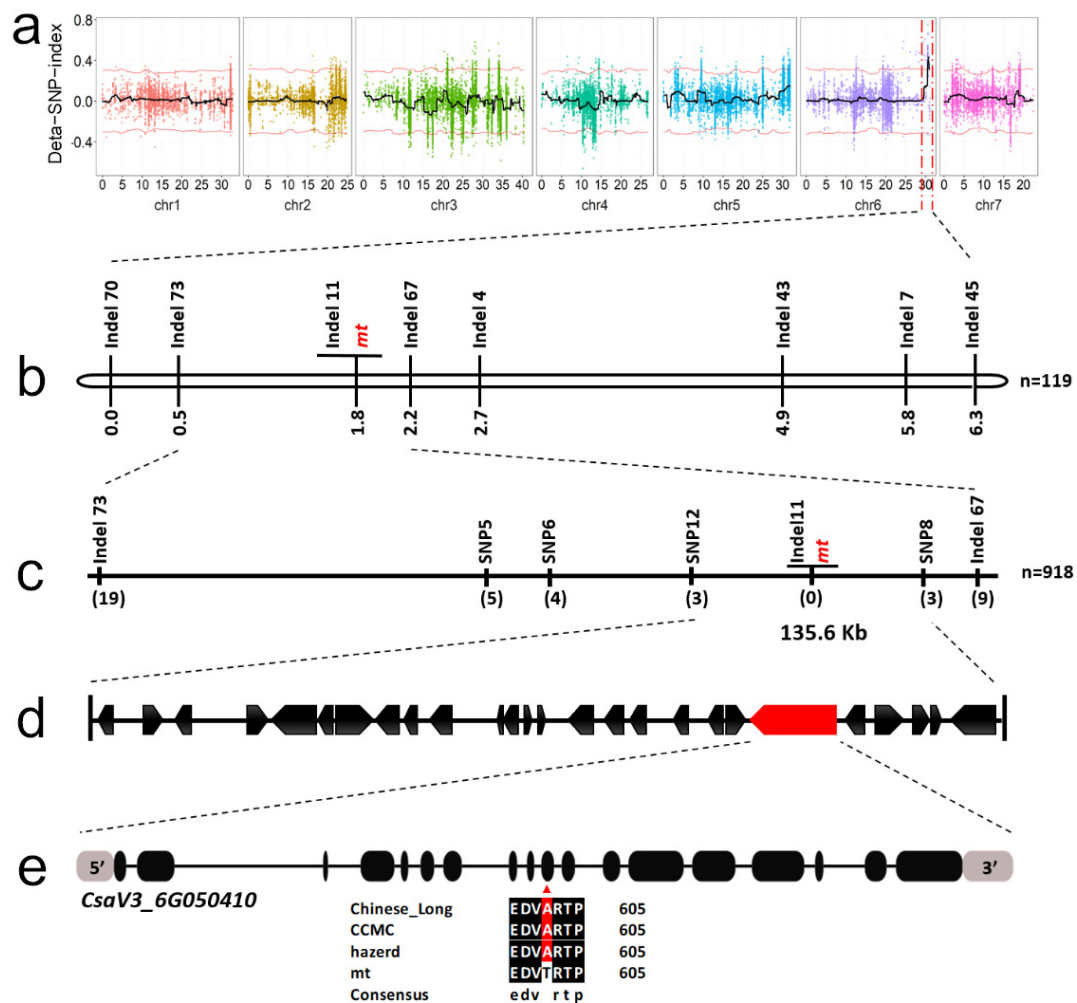 a
Deta-SNP-index
0.8
0.4
0.0
-0.4
0 5 10 15 20 25 30
0 5 10 15 20 25
0 5 10 15 20 25 30 35 40
0 5 10 15 20 25
0 5 10 15 20 25 30
0 5 10 15 20 25 30
0 5 10 15 20
chr1 chr2 chr3 chr4 chr5 chr6 chr7
b
Indel 70
Indel 73
Indel 11
mt
Indel 67
Indel 4
Indel 43
Indel 7
Indel 45
n=119
0.0 0.5 1.8 2.2 2.7 4.9 5.8 6.3
c
Indel 73
SNP5
SNP6
SNP12
Indel11
mt
SNP8
Indel 67
n=918
(19) (5) (4) (3) (0) (3) (9)
135.6 Kb
d
e
5’ 3’
CsaV3_6G050410
Chinese_Long EDVARTP 605
CCMC EDVARTP 605
hazerd EDVARTP 605
mt EDVTRTP 605
Consensus edv rtp